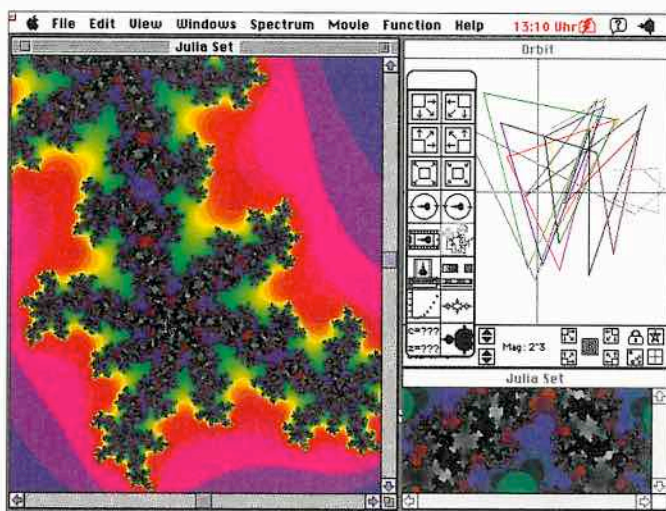 File Edit View Windows Spectrum Movie Function Help 13:10 Uhr
Julia Set
Orbit
c=???
z=???
Mag: 2^3
Julia Set